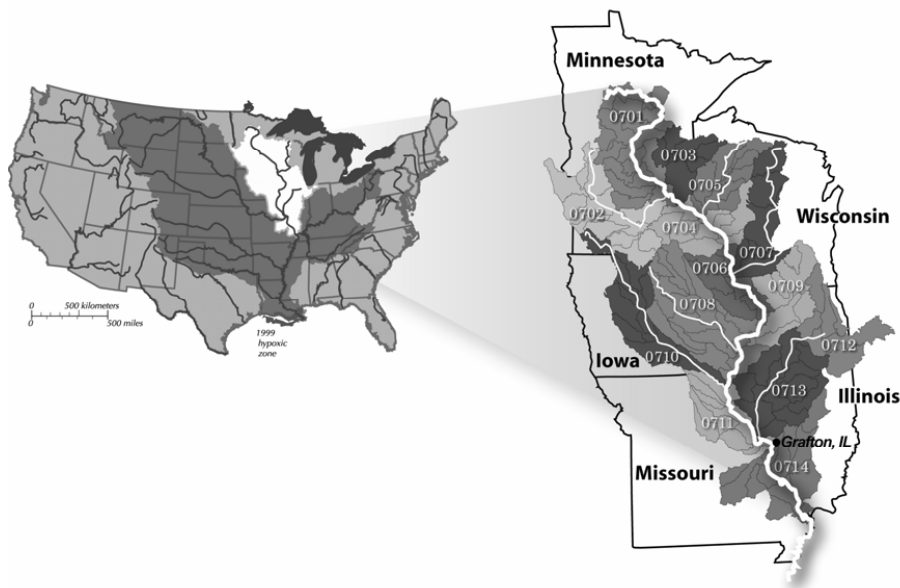 Minnesota
0701
0703
0705
Wisconsin
0702
0704
0707
0706
0709
0708
0 500 kilometers
0 500 miles
1999
hypoxic
zone
0712
Iowa
0710
0713
Illinois
0711
Grafton, IL
0714
Missouri